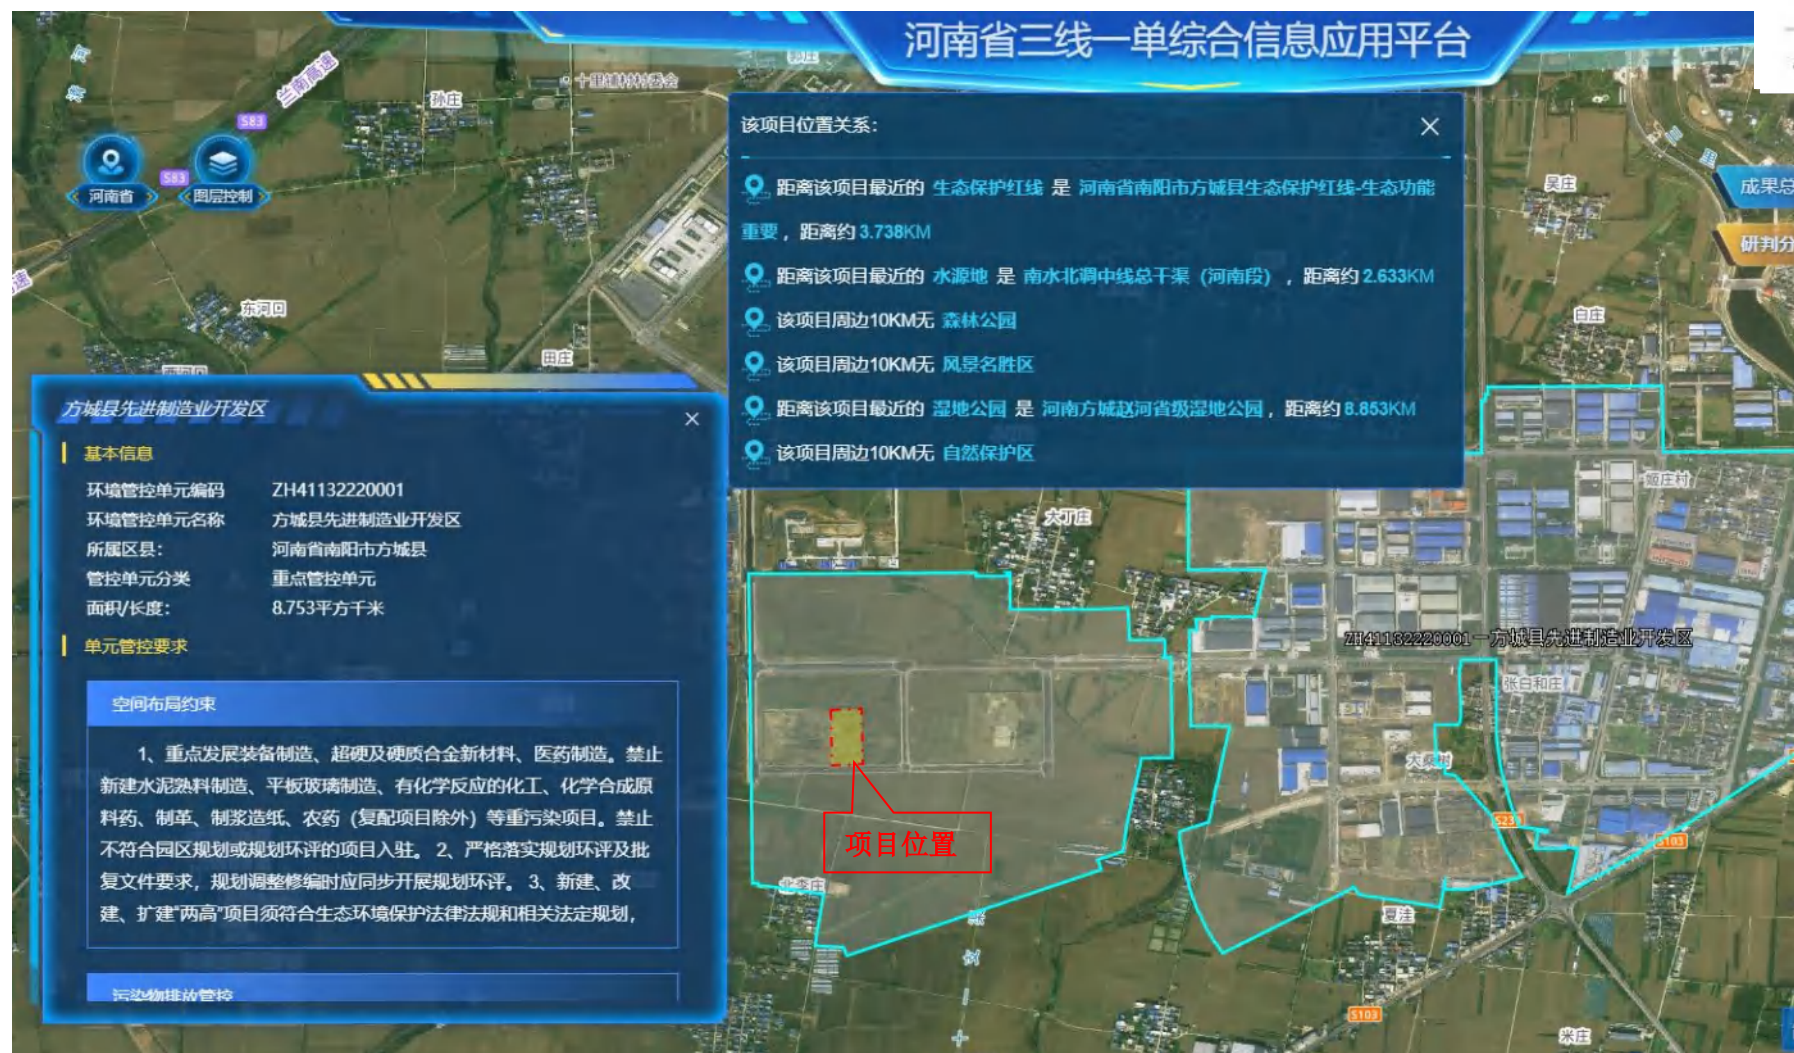 河南省三线一单综合信息应用平台
清 河
兰南高速
十里铺村村委会
郭庄
孙庄
S83
S83
河南省
图层控制
东河回
西河回
田庄
吴庄
白庄
成果总
研判分
该项目位置关系:
距离该项目最近的 生态保护红线 是 河南省南阳市方城县生态保护红线-生态功能
重要，距离约3.738KM
距离该项目最近的 水源地 是 南水北调中线总干渠（河南段），距离约2.633KM
该项目周边10KM无 森林公园
该项目周边10KM无 风景名胜区
距离该项目最近的 湿地公园 是 河南方城赵河省级湿地公园，距离约8.853KM
该项目周边10KM无 自然保护区
方城县先进制造业开发区
基本信息
环境管控单元编码 ZH41132220001
环境管控单元名称 方城县先进制造业开发区
所属区县: 河南省南阳市方城县
管控单元分类 重点管控单元
面积/长度: 8.753平方千米
单元管控要求
空间布局约束
1、重点发展装备制造、超硬及硬质合金新材料、医药制造。禁止
新建水泥熟料制造、平板玻璃制造、有化学反应的化工、化学合成原
料药、制革、制浆造纸、农药（复配项目除外）等重污染项目。禁止
不符合园区规划或规划环评的项目入驻。 2、严格落实规划环评及批
复文件要求，规划调整修编时应同步开展规划环评。 3、新建、改
建、扩建“两高”项目须符合生态环境保护法律法规和相关法定规划，
污染物排放管控
大丁庄
姬庄村
ZH41132220001-方城县先进制造业开发区
张白和庄
项目位置
北李庄
夏洼
S103
S103
米庄